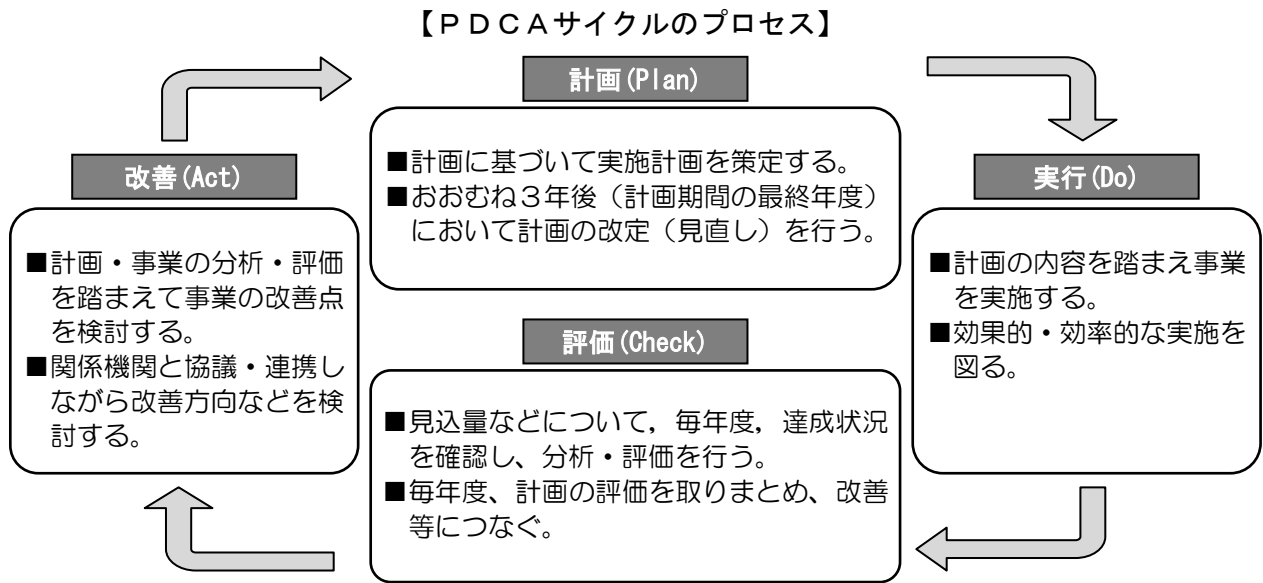 【ＰＤＣＡサイクルのプロセス】
計画(Plan)
■計画に基づいて実施計画を策定する。
■おおむね３年後（計画期間の最終年度）
において計画の改定（見直し）を行う。
実行(Do)
■計画の内容を踏まえ事業
を実施する。
■効果的・効率的な実施を
図る。
評価(Check)
■見込量などについて，毎年度，達成状況
を確認し、分析・評価を行う。
■毎年度、計画の評価を取りまとめ、改善
等につなぐ。
改善(Act)
■計画・事業の分析・評価
を踏まえて事業の改善点
を検討する。
■関係機関と協議・連携し
ながら改善方向などを検
討する。